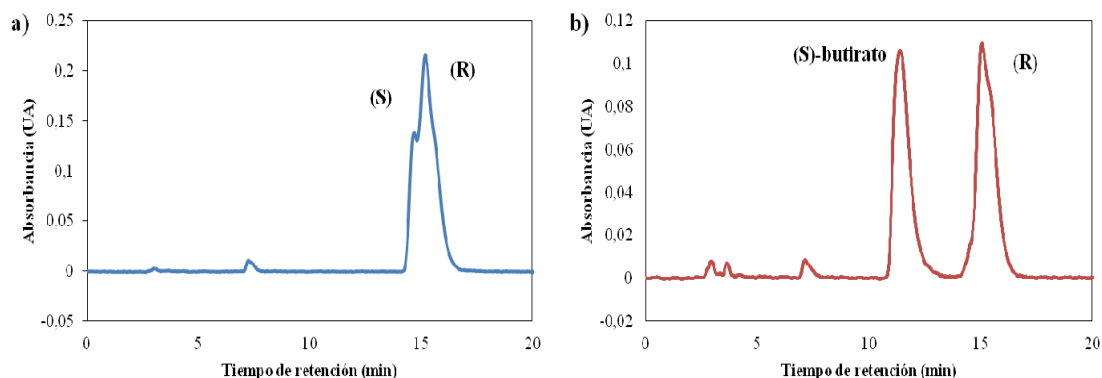 a)
0,25
0,2
0,15
0,1
0,05
0
-0,05
0
5
10
15
20
Absorbancia (UA)
Tiempo de retención (min)
(S)
(R)
b)
0,12
0,1
0,08
0,06
0,04
0,02
0
-0,02
0
5
10
15
20
Absorbancia (UA)
Tiempo de retención (min)
(S)-butirato
(R)